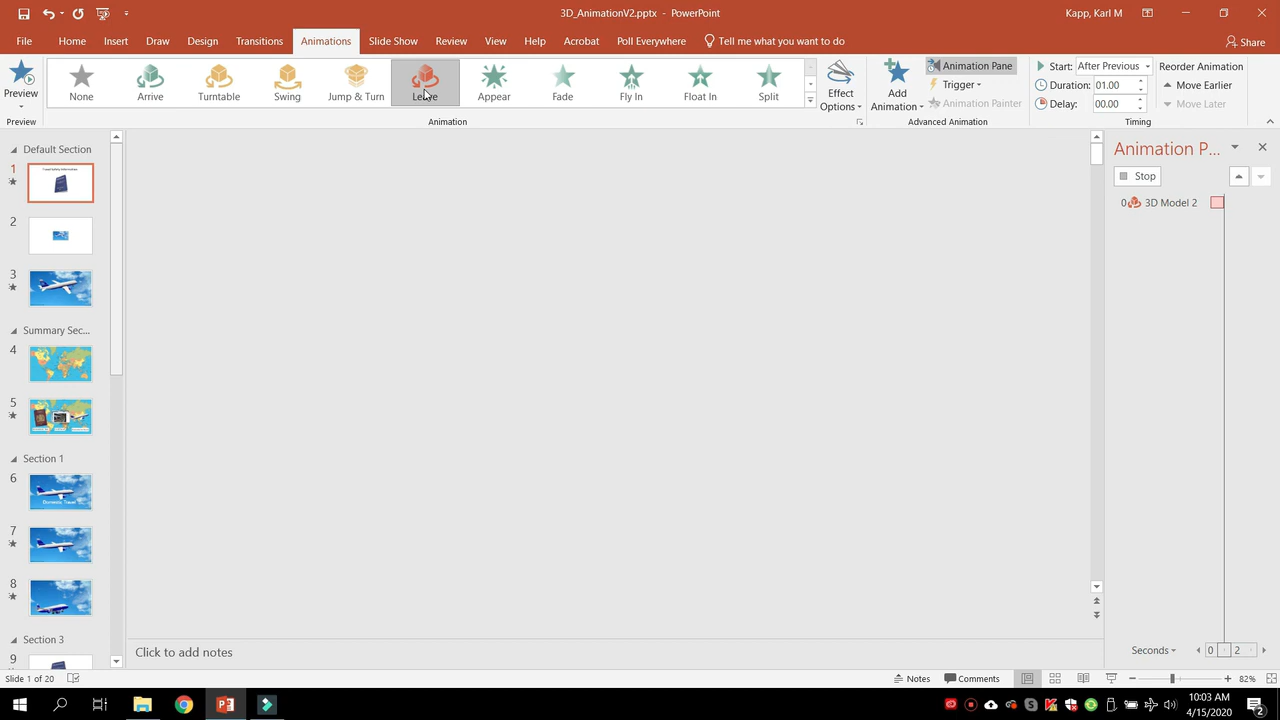 3D_AnimationV2.pptx - PowerPoint
Kapp, Karl M
File Home Insert Draw Design Transitions Animations Slide Show Review View Help Acrobat Poll Everywhere Tell me what you want to do Share
Preview
None Arrive Turntable Swing Jump & Turn Leave Appear Fade Fly In Float In Split
Effect Options
Add Animation
Animation Pane
Trigger
Animation Painter
Start: After Previous
Duration: 01.00
Delay: 00.00
Reorder Animation
Move Earlier
Move Later
Preview Animation Advanced Animation Timing
Default Section
1
2
3
Summary Sec...
4
5
Section 1
6
Domestic Travel
7
8
Section 3
9
Animation P...
Stop
0 3D Model 2
Seconds 0 2
Click to add notes
Slide 1 of 20
Notes Comments 82%
10:03 AM
4/15/2020
2